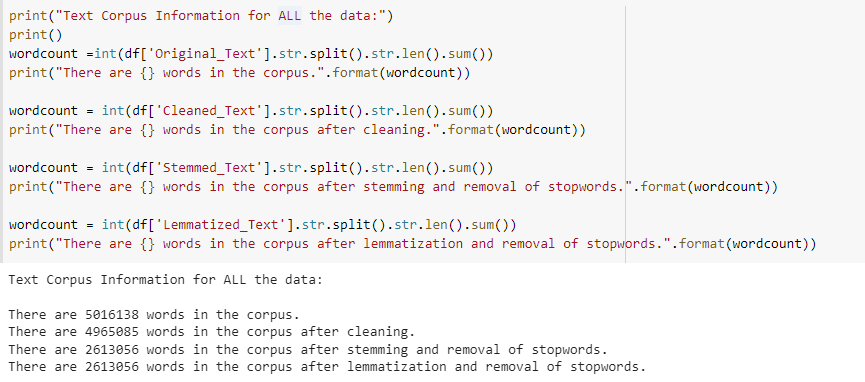 print("Text Corpus Information for ALL the data:")
print()
wordcount =int(df['Original_Text'].str.split().str.len().sum())
print("There are {} words in the corpus.".format(wordcount))
wordcount = int(df['Cleaned_Text'].str.split().str.len().sum())
print("There are {} words in the corpus after cleaning.".format(wordcount))
wordcount = int(df['Stemmed_Text'].str.split().str.len().sum())
print("There are {} words in the corpus after stemming and removal of stopwords.".format(wordcount))
wordcount = int(df['Lemmatized_Text'].str.split().str.len().sum())
print("There are {} words in the corpus after lemmatization and removal of stopwords.".format(wordcount))
Text Corpus Information for ALL the data:
There are 5016138 words in the corpus.
There are 4965085 words in the corpus after cleaning.
There are 2613056 words in the corpus after stemming and removal of stopwords.
There are 2613056 words in the corpus after lemmatization and removal of stopwords.